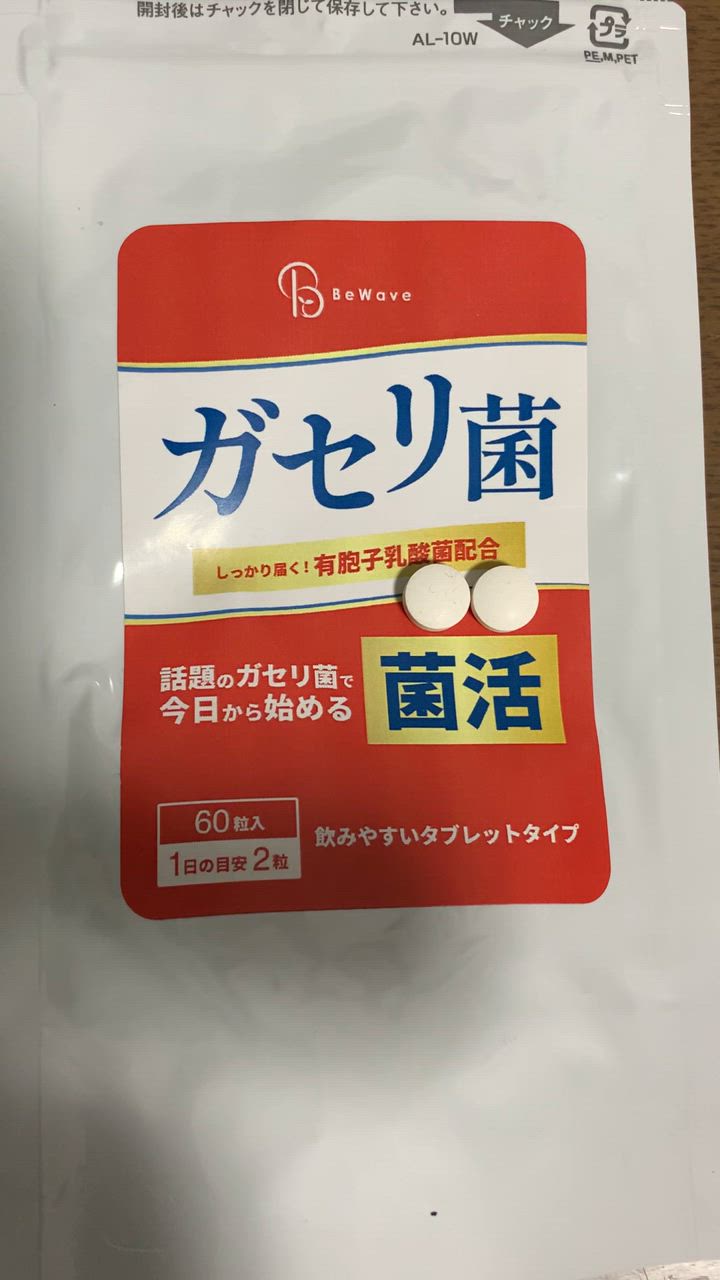 開封後はチャックを閉じて保存して下さい。
チャック
AL-10W
プラ
PE,M,PET
BeWave
ガセリ菌
しっかり届く!有胞子乳酸菌配合
話題のガセリ菌で
今日から始める
菌活
60粒入
1日の目安 2粒
飲みやすいタブレットタイプ